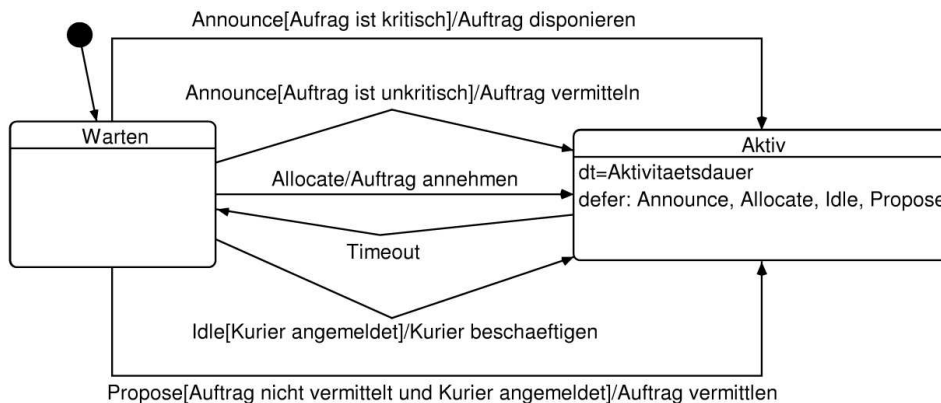 Announce[Aufrag ist kritisch]/Auftrag disponieren
Announce[Auftrag ist unkritisch]/Auftrag vermitteln
Warten
Aktiv
dt=Aktivitaetsdauer
defer: Announce, Allocate, Idle, Propose
Allocate/Auftrag annehmen
Timeout
Idle[Kurier angemeldet]/Kurier beschaeftigen
Propose[Auftrag nicht vermittelt und Kurier angemeldet]/Auftrag vermittlen